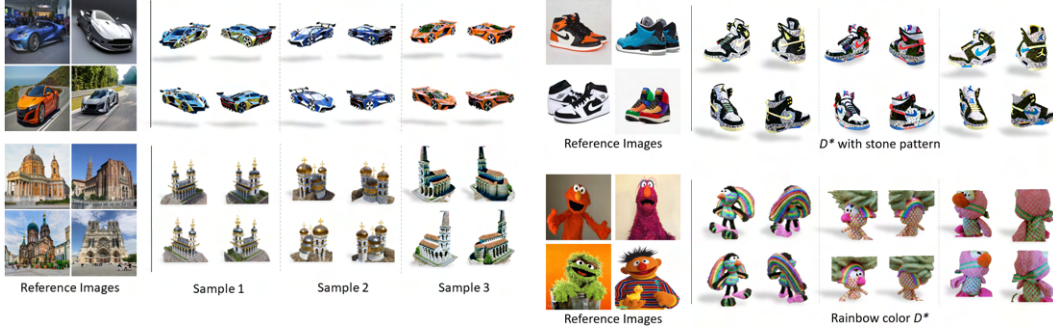 Reference Images
Sample 1
Sample 2
Sample 3
Reference Images
D* with stone pattern
Reference Images
Rainbow color D*